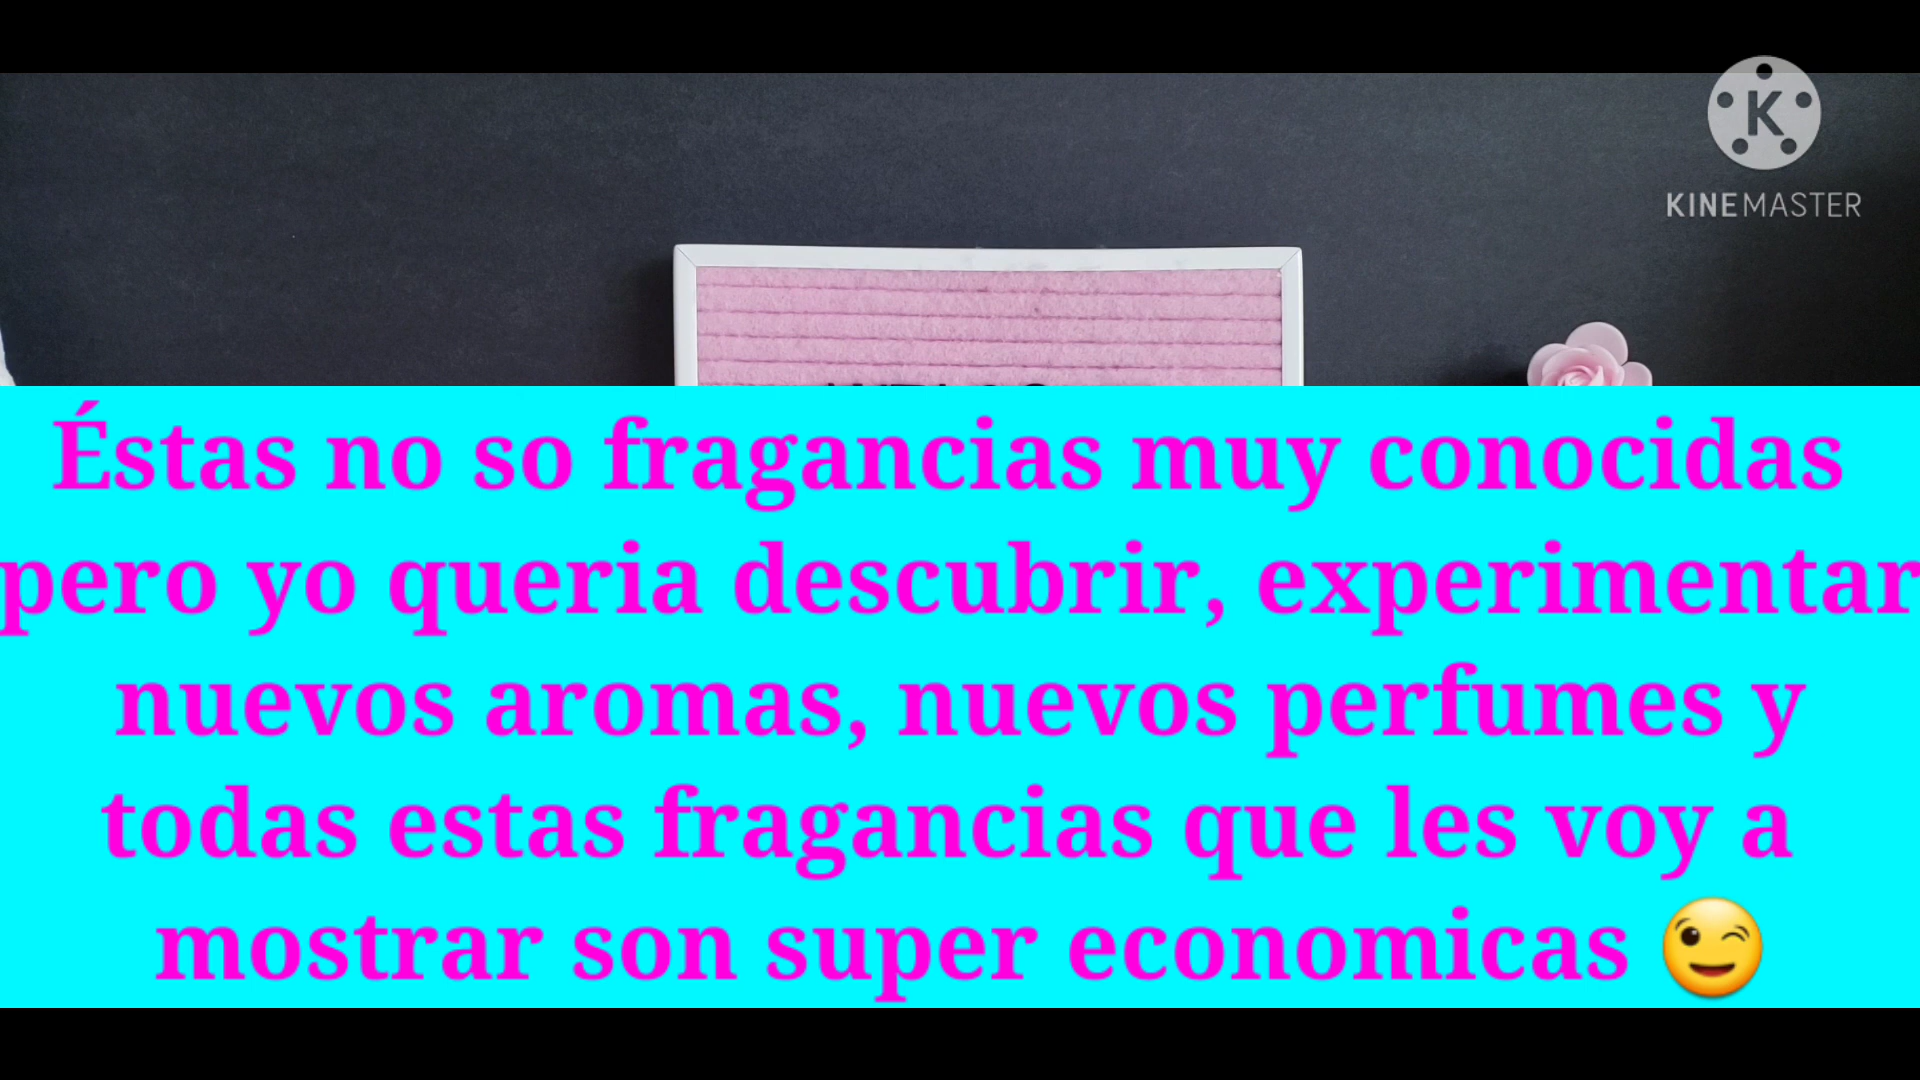 K
KINEMASTER
Éstas no so fragancias muy conocidas
pero yo queria descubrir, experimentar
nuevos aromas, nuevos perfumes y
todas estas fragancias que les voy a
mostrar son super economicas 😉